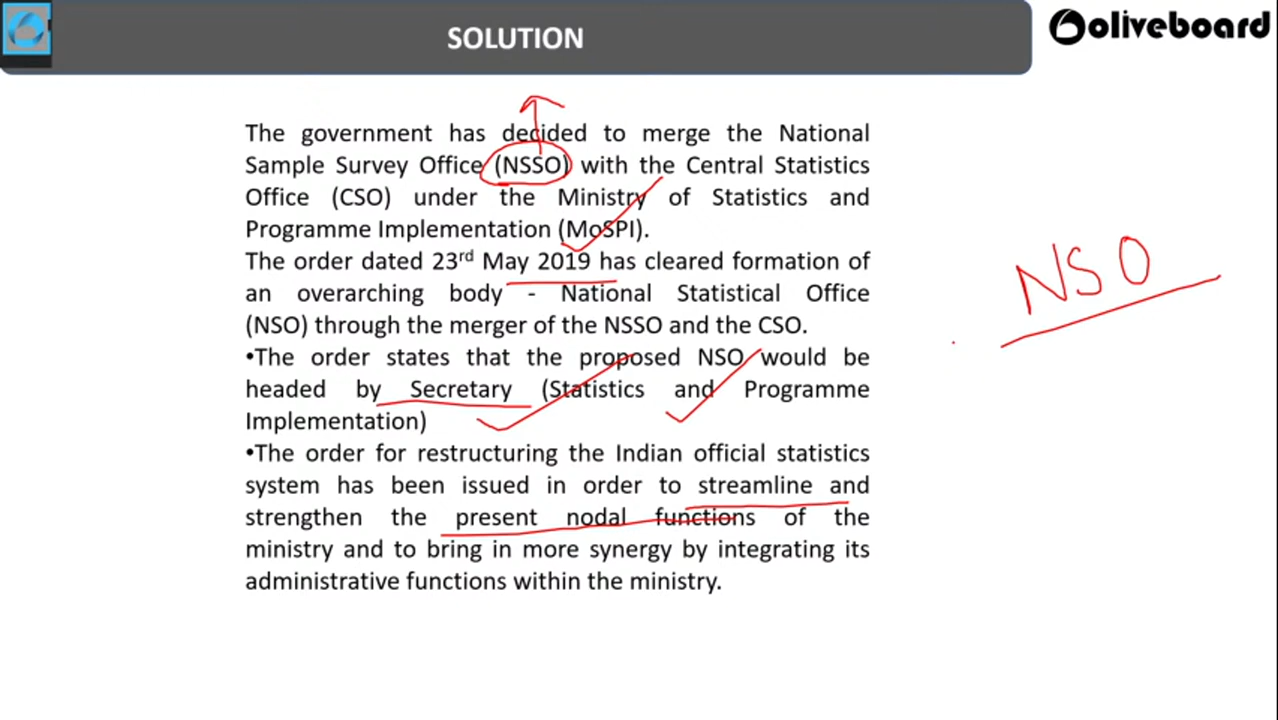 SOLUTION
oliveboard
The government has decided to merge the National
Sample Survey Office (NSSO) with the Central Statistics
Office (CSO) under the Ministry of Statistics and
Programme Implementation (MoSPI).
The order dated 23rd May 2019 has cleared formation of
an overarching body - National Statistical Office
(NSO) through the merger of the NSSO and the CSO.
•The order states that the proposed NSO would be
headed by Secretary (Statistics and Programme
Implementation)
•The order for restructuring the Indian official statistics
system has been issued in order to streamline and
strengthen the present nodal functions of the
ministry and to bring in more synergy by integrating its
administrative functions within the ministry.
NSO